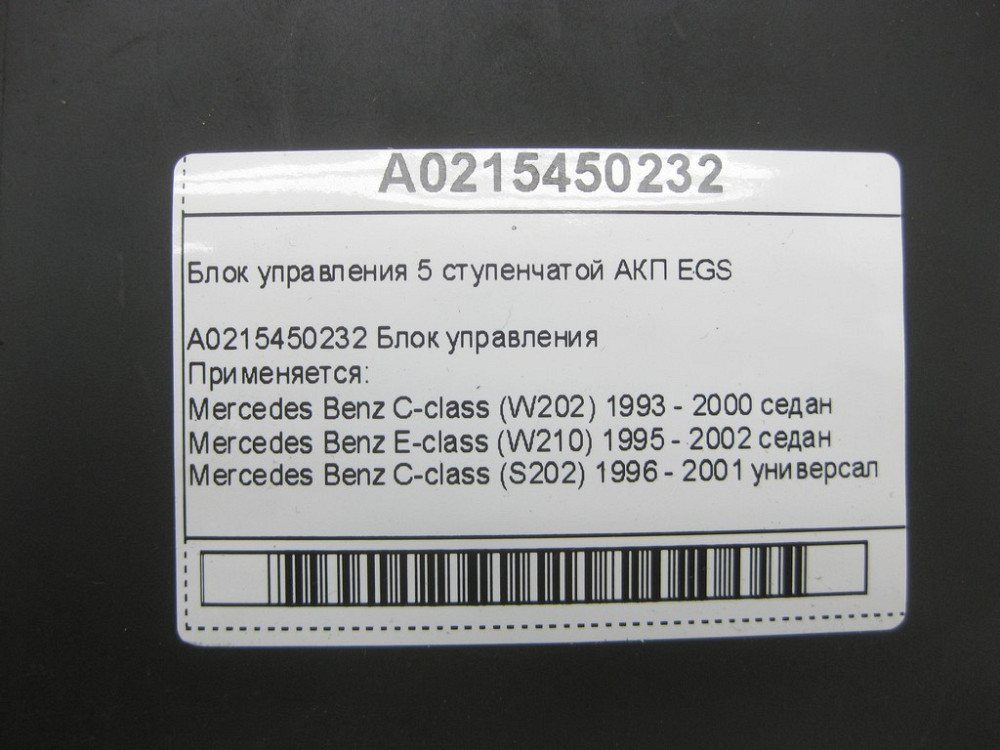 A0215450232
Блок управления 5 ступенчатой АКП EGS
A0215450232 Блок управления
Применяется:
Mercedes Benz C-class (W202) 1993 - 2000 седан
Mercedes Benz E-class (W210) 1995 - 2002 седан
Mercedes Benz C-class (S202) 1996 - 2001 универсал